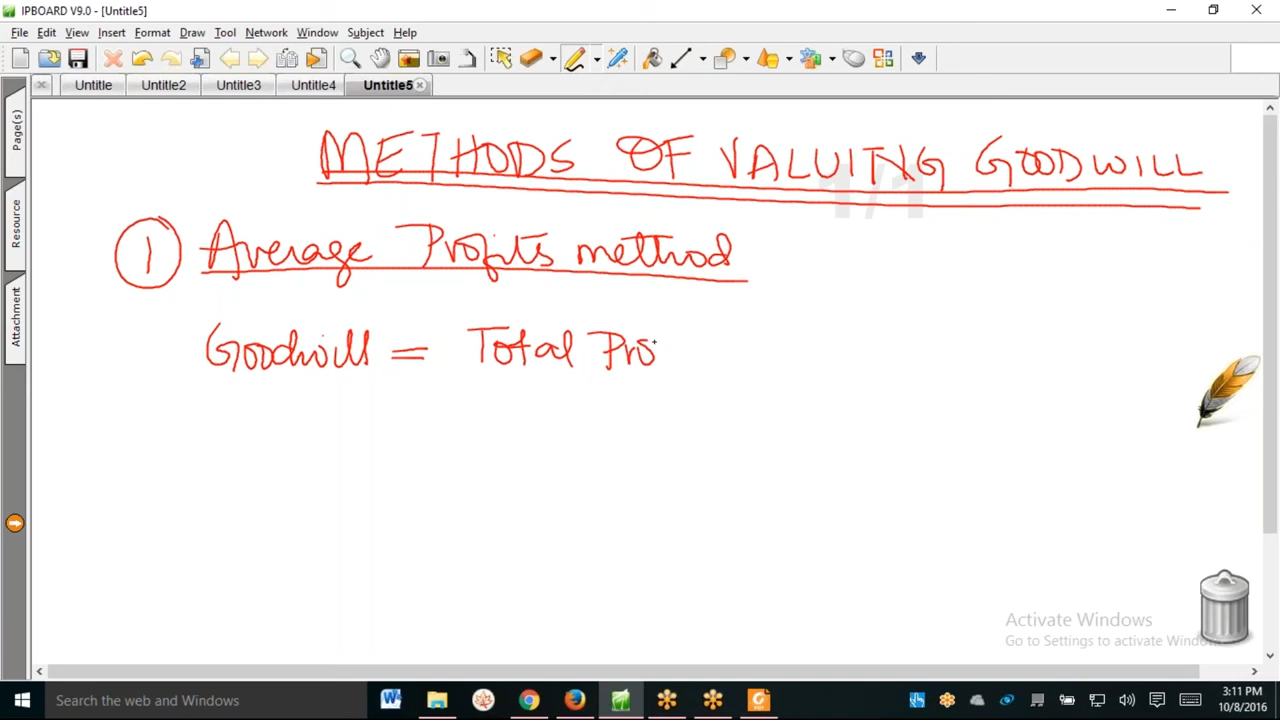 IPBOARD V9.0 - [Untitle5]
File Edit View Insert Format Draw Tool Network Window Subject Help
Untitle Untitle2 Untitle3 Untitle4 Untitle5
Page(s)
Resource
Attachment
1/1
METHODS OF VALUING GOODWILL
1 Average Profits method
Goodwill = Total Pro
Activate Windows
Go to Settings to activate Windows
Search the web and Windows
3:11 PM
10/8/2016